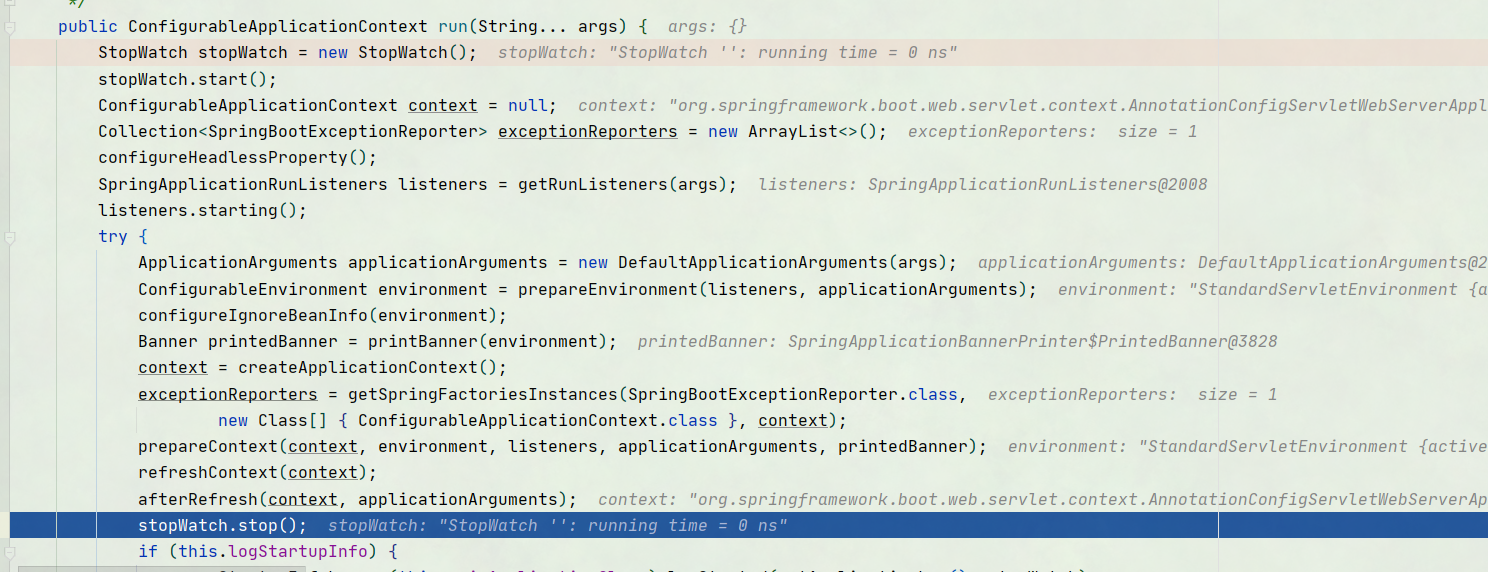 */
public ConfigurableApplicationContext run(String... args) {  args: {}
StopWatch stopWatch = new StopWatch();  stopWatch: "StopWatch '': running time = 0 ns"
stopWatch.start();
ConfigurableApplicationContext context = null;  context: "org.springframework.boot.web.servlet.context.AnnotationConfigServletWebServerAppl
Collection<SpringBootExceptionReporter> exceptionReporters = new ArrayList<>();  exceptionReporters:  size = 1
configureHeadlessProperty();
SpringApplicationRunListeners listeners = getRunListeners(args);  listeners: SpringApplicationRunListeners@2008
listeners.starting();
try {
ApplicationArguments applicationArguments = new DefaultApplicationArguments(args);  applicationArguments: DefaultApplicationArguments@2
ConfigurableEnvironment environment = prepareEnvironment(listeners, applicationArguments);  environment: "StandardServletEnvironment {a
configureIgnoreBeanInfo(environment);
Banner printedBanner = printBanner(environment);  printedBanner: SpringApplicationBannerPrinter$PrintedBanner@3828
context = createApplicationContext();
exceptionReporters = getSpringFactoriesInstances(SpringBootExceptionReporter.class,  exceptionReporters:  size = 1
new Class[] { ConfigurableApplicationContext.class }, context);
prepareContext(context, environment, listeners, applicationArguments, printedBanner);  environment: "StandardServletEnvironment {active
refreshContext(context);
afterRefresh(context, applicationArguments);  context: "org.springframework.boot.web.servlet.context.AnnotationConfigServletWebServerAp
stopWatch.stop();  stopWatch: "StopWatch '': running time = 0 ns"
if (this.logStartupInfo) {